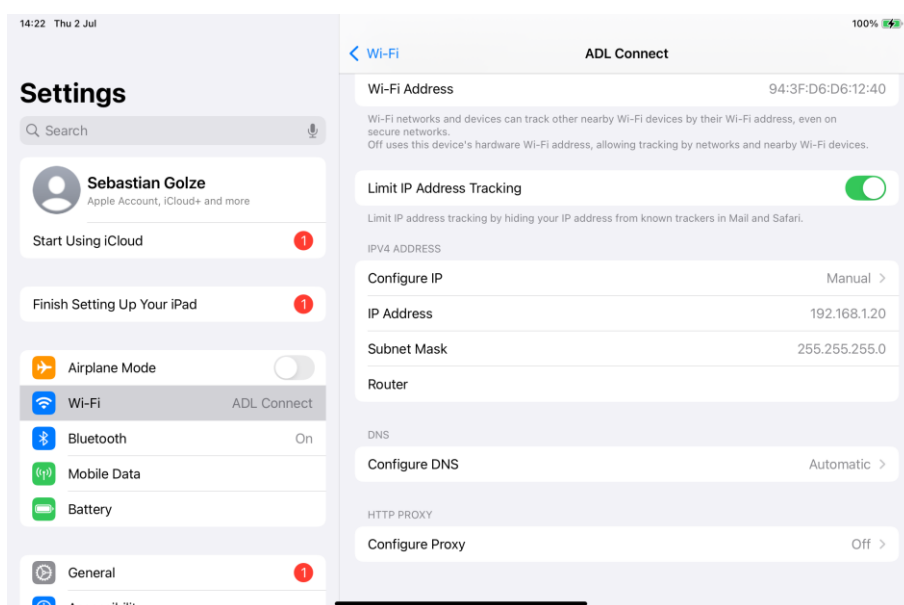 14:22 Thu 2 Jul
100%
Settings
Search
Sebastian Golze
Apple Account, iCloud+ and more
Start Using iCloud
1
Finish Setting Up Your iPad
1
Airplane Mode
Wi-Fi
ADL Connect
Bluetooth
On
Mobile Data
Battery
General
1
Wi-Fi
ADL Connect
Wi-Fi Address
94:3F:D6:D6:12:40
Wi-Fi networks and devices can track other nearby Wi-Fi devices by their Wi-Fi address, even on
secure networks.
Off uses this device's hardware Wi-Fi address, allowing tracking by networks and nearby Wi-Fi devices.
Limit IP Address Tracking
Limit IP address tracking by hiding your IP address from known trackers in Mail and Safari.
IPV4 ADDRESS
Configure IP
Manual
IP Address
192.168.1.20
Subnet Mask
255.255.255.0
Router
DNS
Configure DNS
Automatic
HTTP PROXY
Configure Proxy
Off